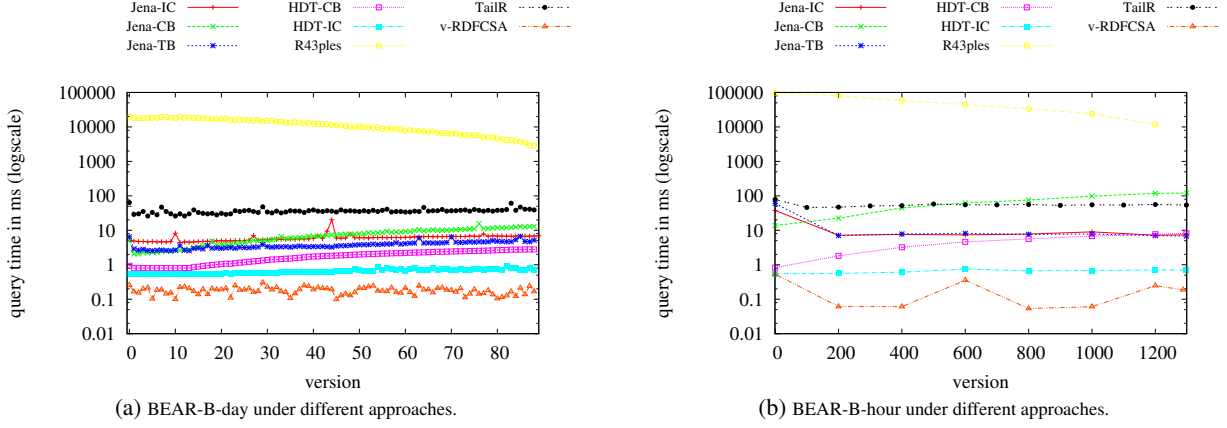 Jena-IC HDT-CB TailR
Jena-CB HDT-IC v-RDFCSA
Jena-TB R43ples
100000
10000
1000
100
10
1
0.1
0.01
query time in ms (logscale)
0 10 20 30 40 50 60 70 80
version
(a) BEAR-B-day under different approaches.
Jena-IC HDT-CB TailR
Jena-CB HDT-IC v-RDFCSA
Jena-TB R43ples
100000
10000
1000
100
10
1
0.1
0.01
query time in ms (logscale)
0 200 400 600 800 1000 1200
version
(b) BEAR-B-hour under different approaches.